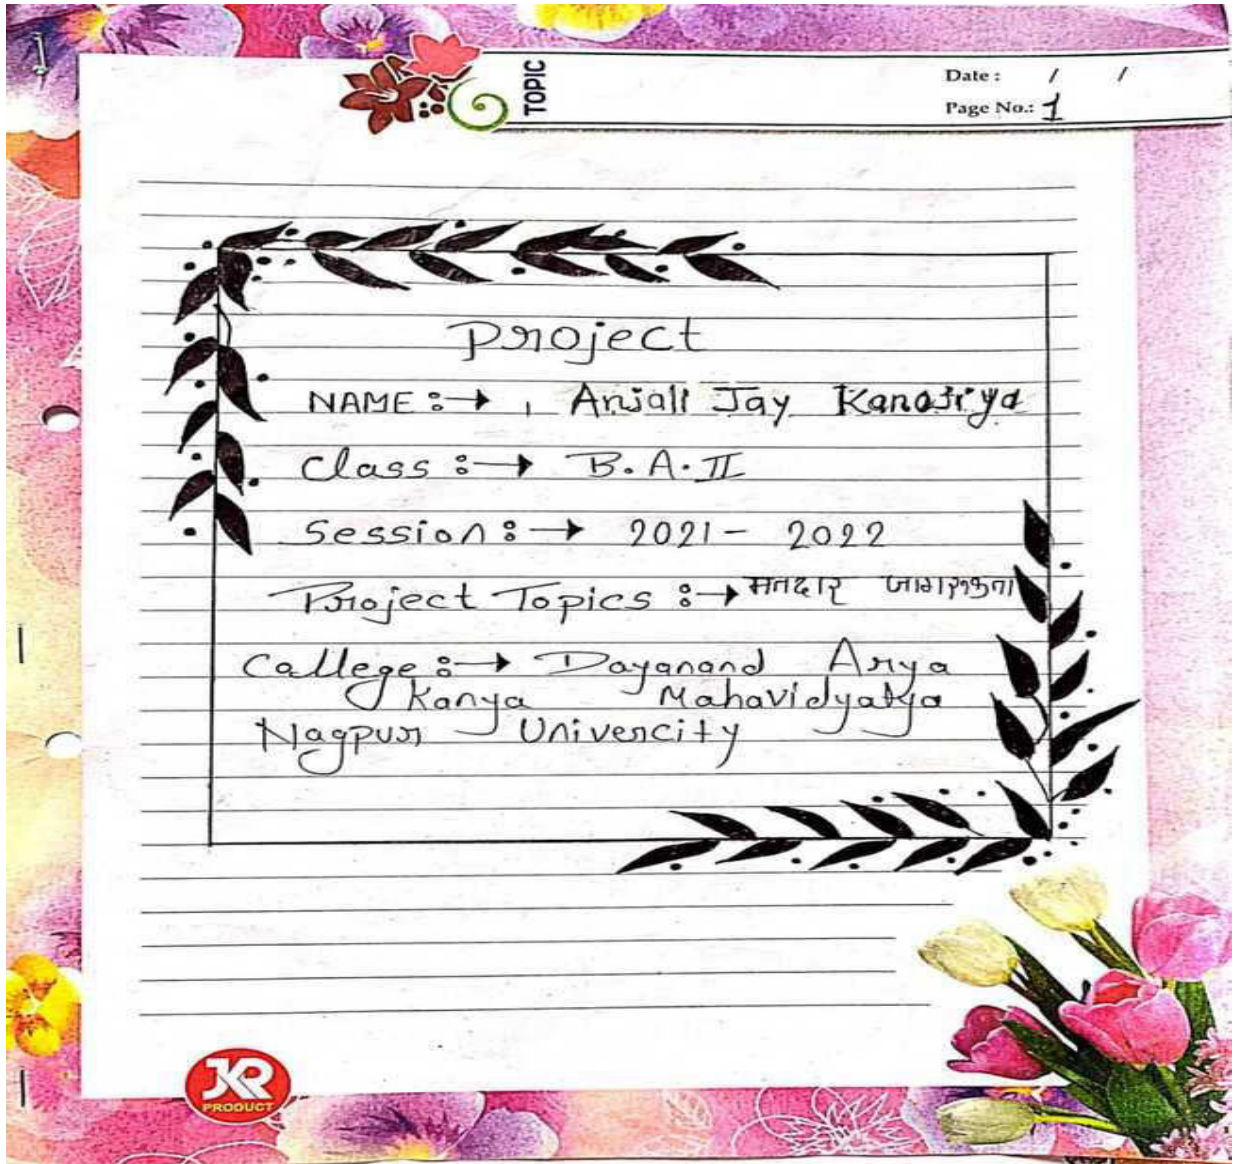 TOPIC
Date : / /
Page No.: 1
Project
NAME :→ Anjali Jay Kanojiya
Class :→ B.A.II
Session :→ 2021 - 2022
Project Topics :→ मतदार जागरूकता
Callege :→ Dayanand Arya
Kanya Mahavidyalya
Nagpur Univercity
JKR
PRODUCT